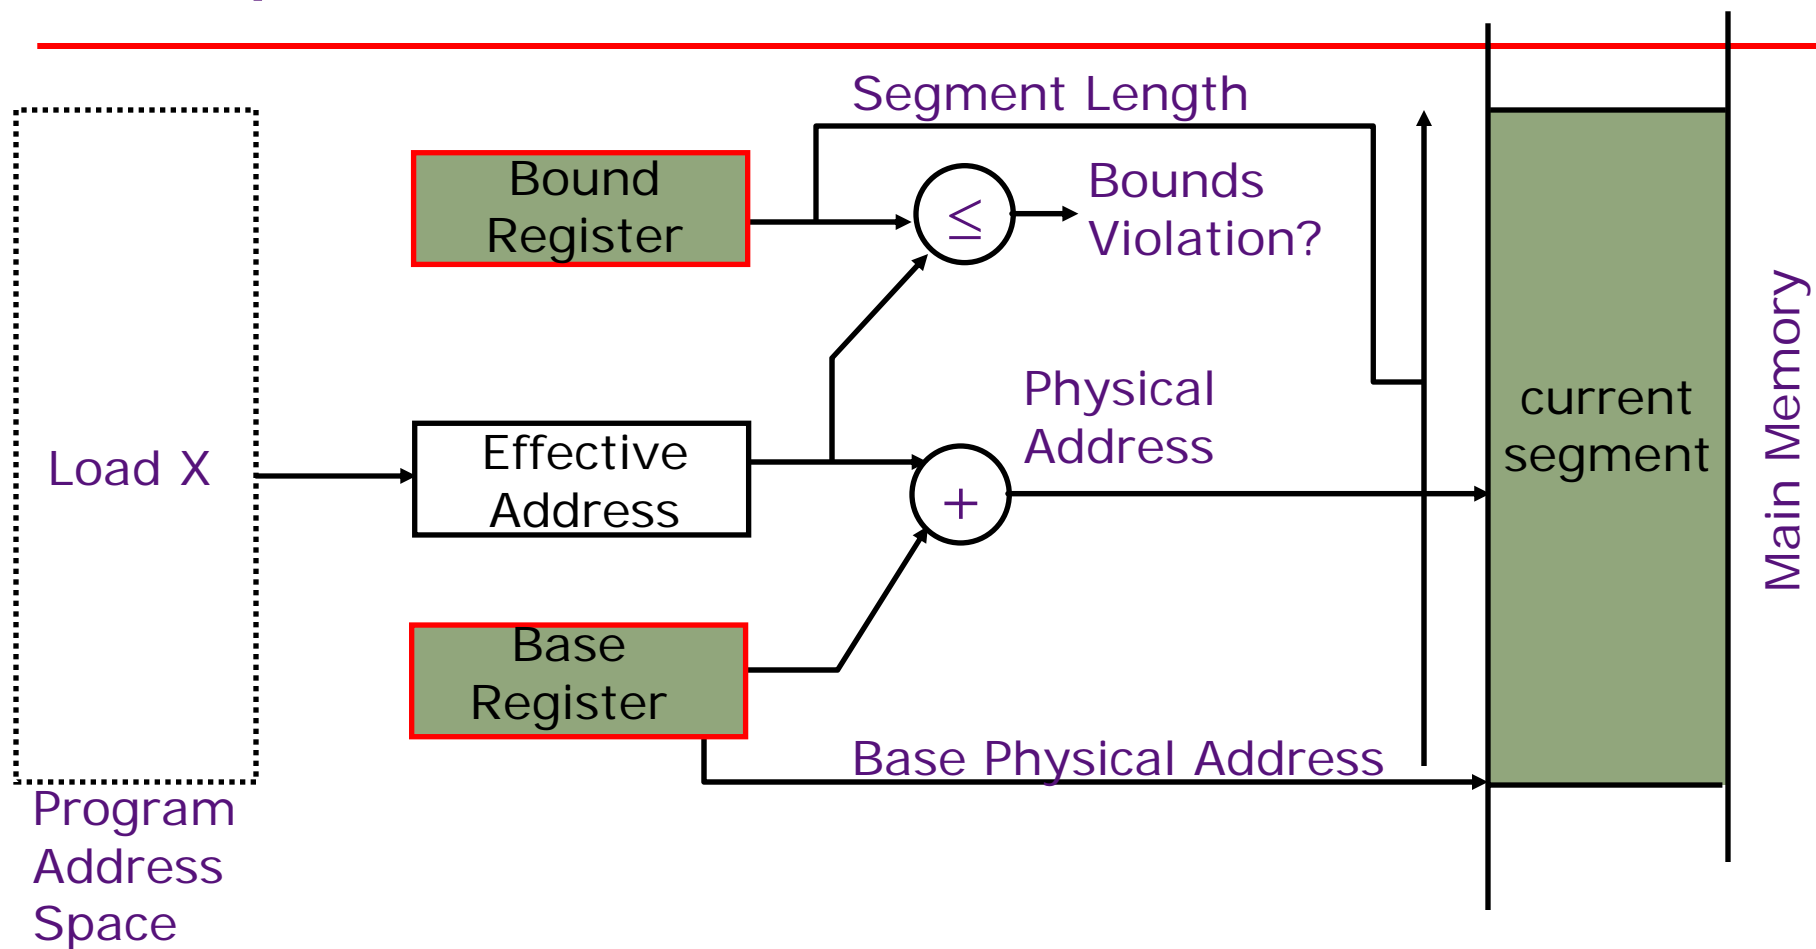 Segment Length
Bound
Register
≤
Bounds
Violation?
Load X
Effective
Address
Physical
Address
+
current
segment
Main Memory
Base
Register
Base Physical Address
Program
Address
Space